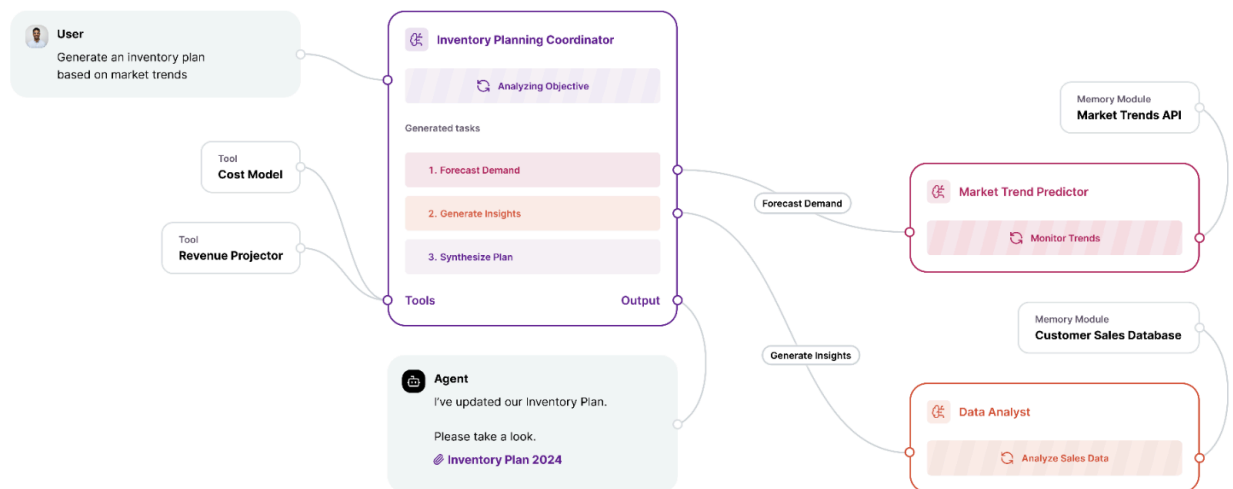 User
Generate an inventory plan
based on market trends
Tool
Cost Model
Tool
Revenue Projector
Inventory Planning Coordinator
Analyzing Objective
Generated tasks
1. Forecast Demand
2. Generate Insights
3. Synthesize Plan
Tools
Output
Agent
I've updated our Inventory Plan.
Please take a look.
Inventory Plan 2024
Forecast Demand
Generate Insights
Memory Module
Market Trends API
Market Trend Predictor
Monitor Trends
Memory Module
Customer Sales Database
Data Analyst
Analyze Sales Data